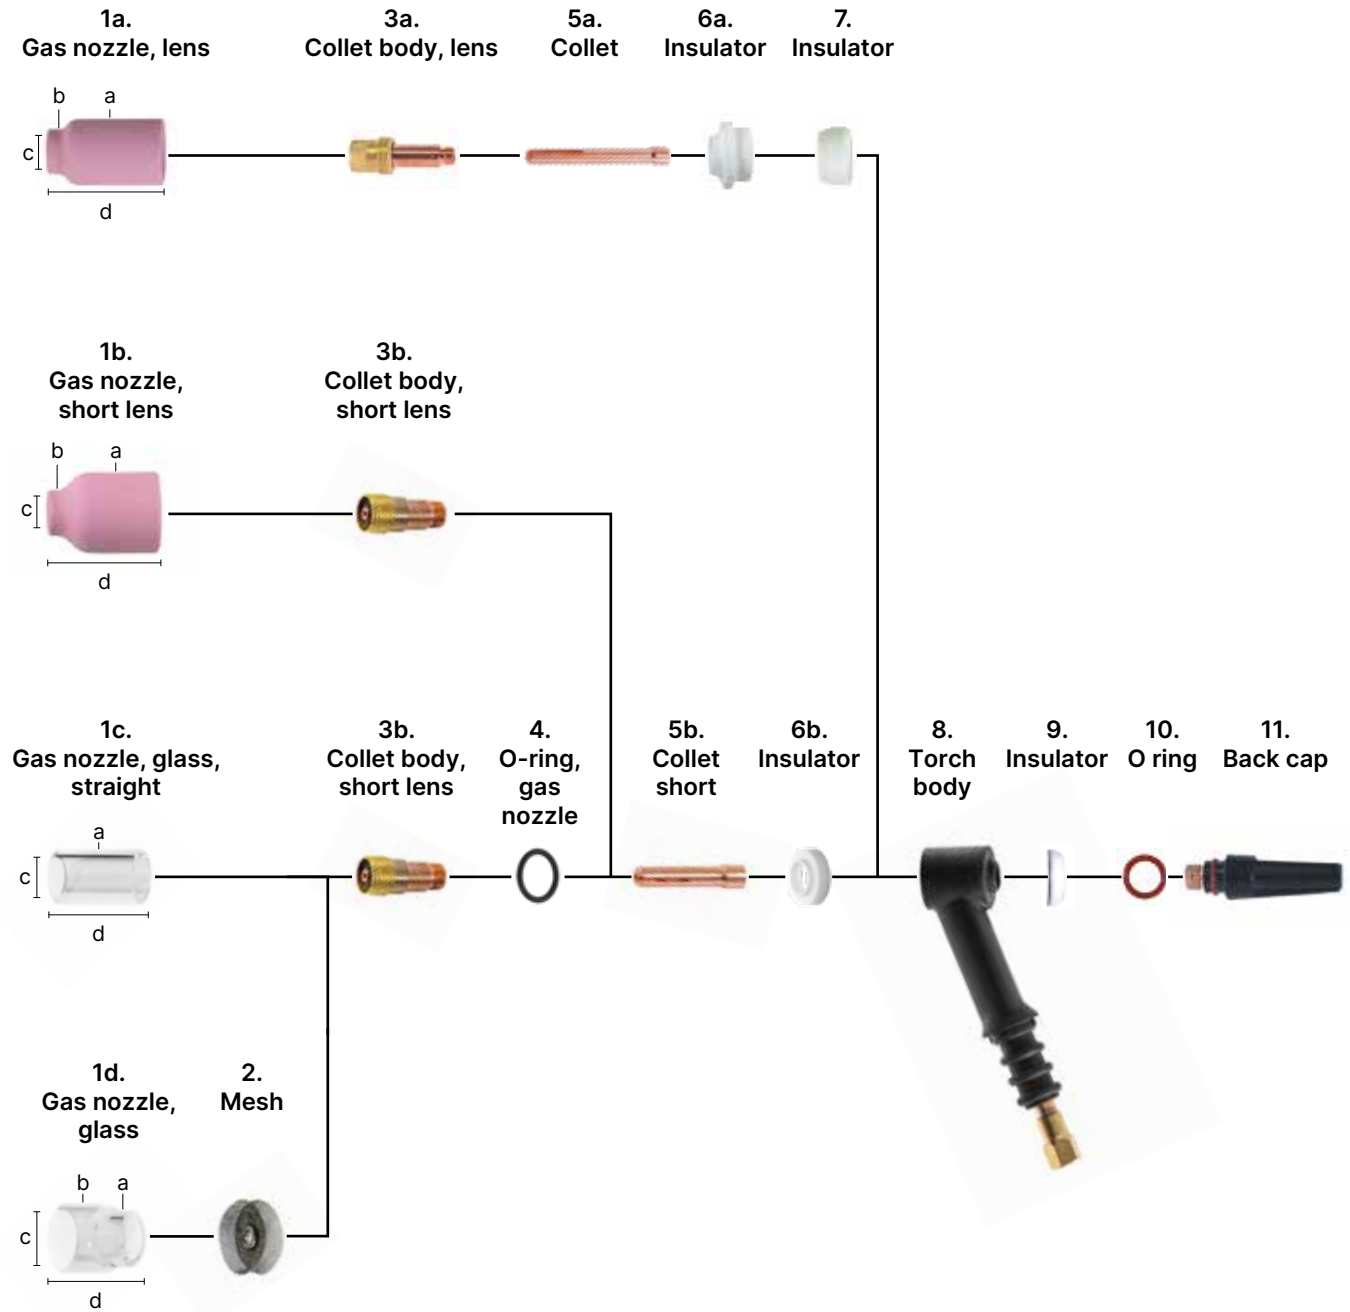 1a.
Gas nozzle, lens
3a.
Collet body, lens
5a.
Collet
6a.
Insulator
7.
Insulator
b
a
c
d
1b.
Gas nozzle,
short lens
3b.
Collet body,
short lens
b
a
c
d
1c.
Gas nozzle, glass,
straight
3b.
Collet body,
short lens
4.
O-ring,
gas
nozzle
5b.
Collet
short
6b.
Insulator
8.
Torch
body
9.
Insulator
10.
O ring
11.
Back cap
a
c
d
1d.
Gas nozzle,
glass
2.
Mesh
b
a
c
d